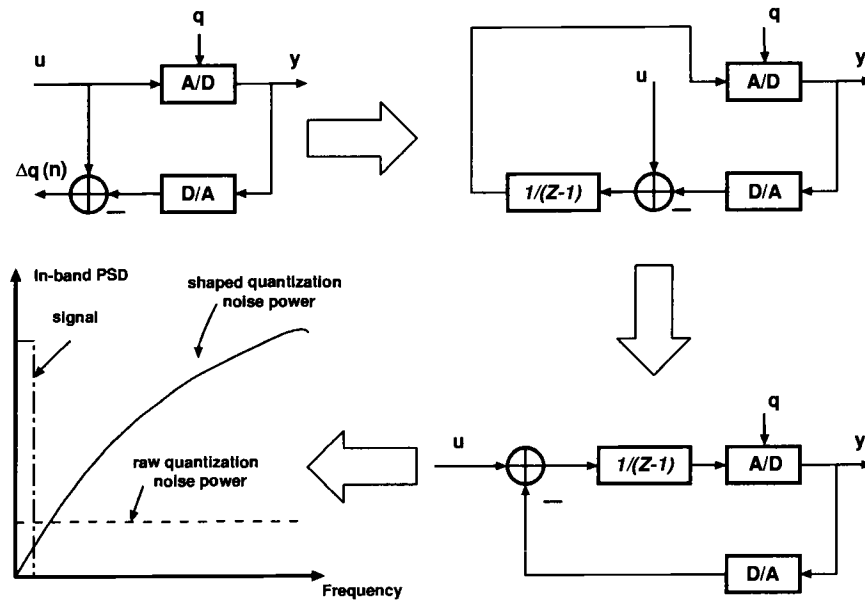 q
u
y
A/D
Δq (n)
D/A
–
q
y
A/D
u
1/(Z-1)
D/A
–
In-band PSD
shaped quantization
noise power
signal
raw quantization
noise power
Frequency
q
u
y
1/(Z-1)
A/D
–
D/A